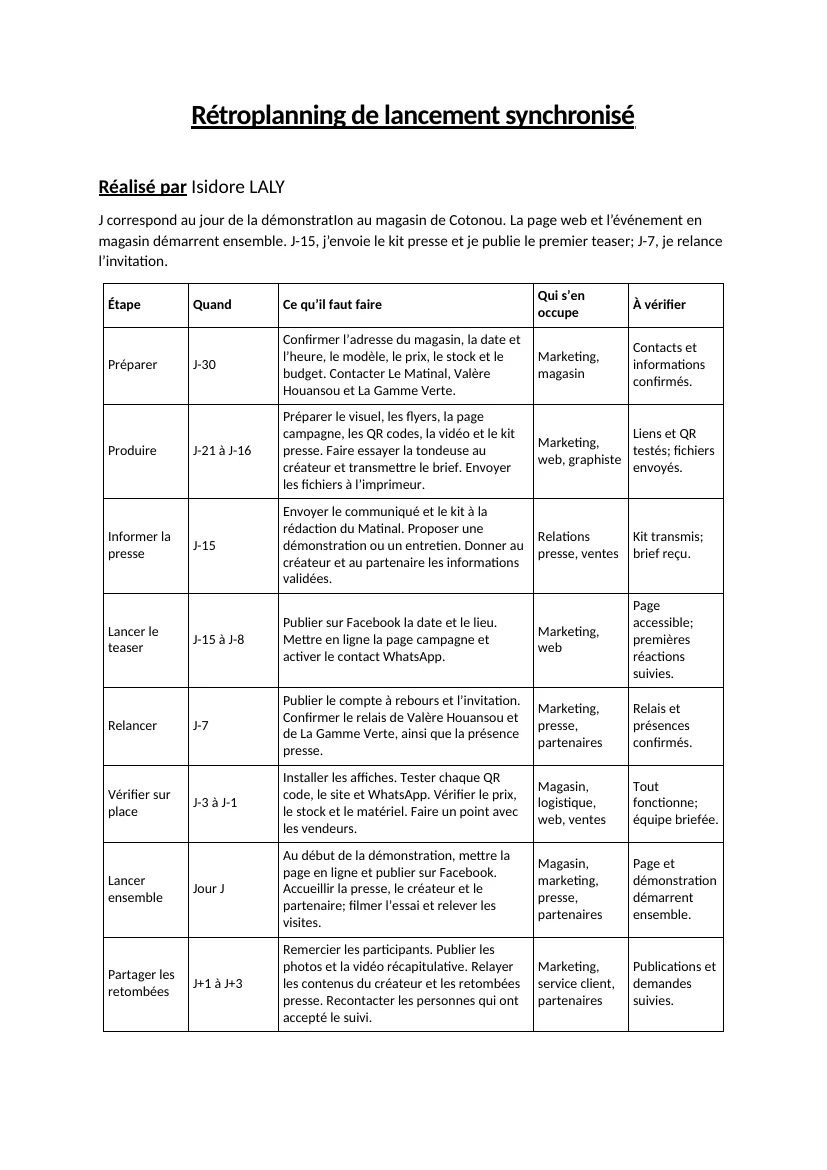 Rétroplanning de lancement synchronisé
Réalisé par Isidore LALY
J correspond au jour de la démonstration au magasin de Cotonou. La page web et l’événement en
magasin démarrent ensemble. J-15, j’envoie le kit presse et je publie le premier teaser; J-7, je relance
l’invitation.
Étape
Quand
Ce qu’il faut faire
Qui s’en
occupe
À vérifier
Préparer
J-30
Confirmer l’adresse du magasin, la date et
l’heure, le modèle, le prix, le stock et le
budget. Contacter Le Matinal, Valère
Houansou et La Gamme Verte.
Marketing,
magasin
Contacts et
informations
confirmés.
Produire
J-21 à J-16
Préparer le visuel, les flyers, la page
campagne, les QR codes, la vidéo et le kit
presse. Faire essayer la tondeuse au
créateur et transmettre le brief. Envoyer
les fichiers à l’imprimeur.
Marketing,
web, graphiste
Liens et QR
testés; fichiers
envoyés.
Informer la
presse
J-15
Envoyer le communiqué et le kit à la
rédaction du Matinal. Proposer une
démonstration ou un entretien. Donner au
créateur et au partenaire les informations
validées.
Relations
presse, ventes
Kit transmis;
brief reçu.
Lancer le
teaser
J-15 à J-8
Publier sur Facebook la date et le lieu.
Mettre en ligne la page campagne et
activer le contact WhatsApp.
Marketing,
web
Page
accessible;
premières
réactions
suivies.
Relancer
J-7
Publier le compte à rebours et l’invitation.
Confirmer le relais de Valère Houansou et
de La Gamme Verte, ainsi que la présence
presse.
Marketing,
presse,
partenaires
Relais et
présences
confirmés.
Vérifier sur
place
J-3 à J-1
Installer les affiches. Tester chaque QR
code, le site et WhatsApp. Vérifier le prix,
le stock et le matériel. Faire un point avec
les vendeurs.
Magasin,
logistique,
web, ventes
Tout
fonctionne;
équipe briefée.
Lancer
ensemble
Jour J
Au début de la démonstration, mettre la
page en ligne et publier sur Facebook.
Accueillir la presse, le créateur et le
partenaire; filmer l’essai et relever les
visites.
Magasin,
marketing,
presse,
partenaires
Page et
démonstration
démarrent
ensemble.
Partager les
retombées
J+1 à J+3
Remercier les participants. Publier les
photos et la vidéo récapitulative. Relayer
les contenus du créateur et les retombées
presse. Recontacter les personnes qui ont
accepté le suivi.
Marketing,
service client,
partenaires
Publications et
demandes
suivies.